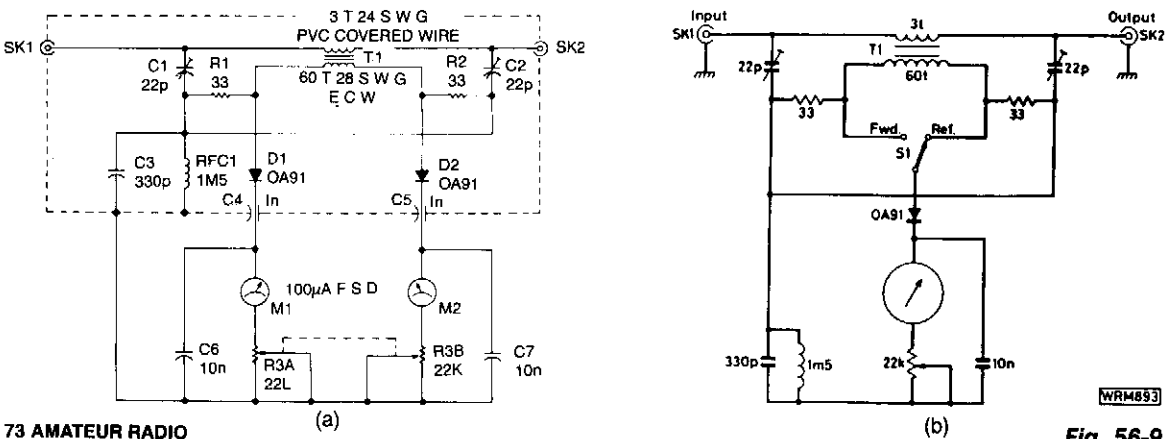 3 T 24 S W G
PVC COVERED WIRE
SK1
SK2
T1
C1
22p
R1
33
R2
33
C2
22p
60 T 28 S W G
E C W
C3
330p
RFC1
1M5
D1
OA91
D2
OA91
C4
In
C5
In
100µA F S D
M1
M2
C6
10n
R3A
22L
R3B
22K
C7
10n
(a)
73 AMATEUR RADIO
Input
SK1
3t
Output
SK2
T1
22p
60t
22p
33
33
Fwd.
Ref.
S1
OA91
330p
1m5
22k
10n
WRM893
(b)
Fig. 56-9